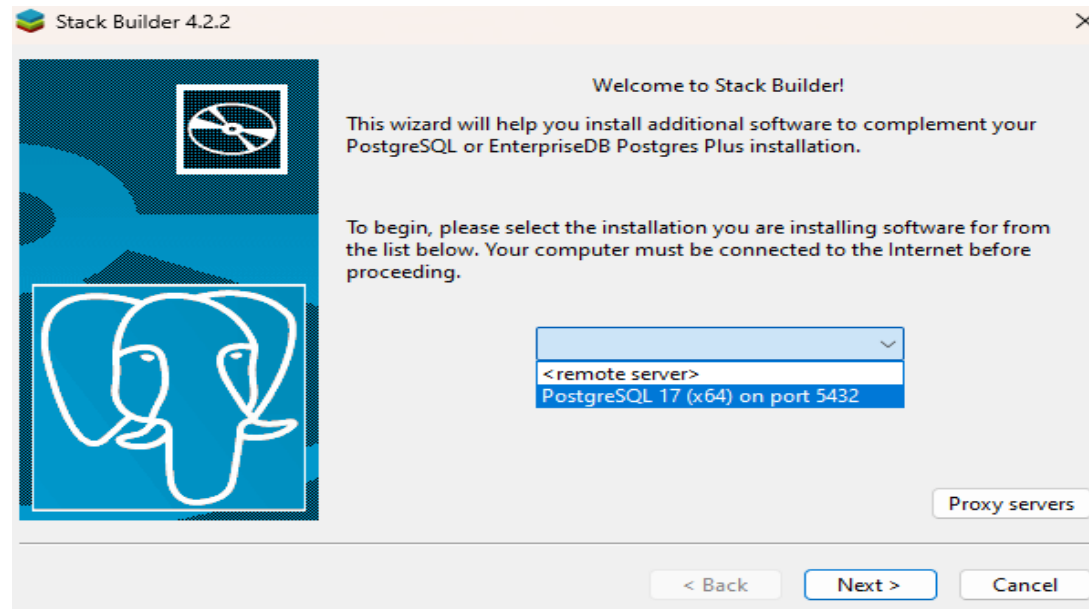 Stack Builder 4.2.2
Welcome to Stack Builder!
This wizard will help you install additional software to complement your
PostgreSQL or EnterpriseDB Postgres Plus installation.
To begin, please select the installation you are installing software for from
the list below. Your computer must be connected to the Internet before
proceeding.
<remote server>
PostgreSQL 17 (x64) on port 5432
Proxy servers
< Back
Next >
Cancel